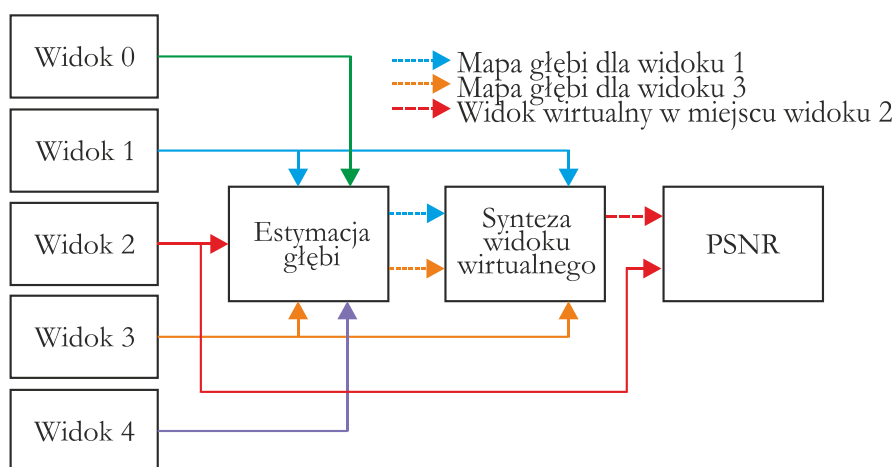 Widok 0
Widok 1
Widok 2
Widok 3
Widok 4
Mapa głębi dla widoku 1
Mapa głębi dla widoku 3
Widok wirtualny w miejscu widoku 2
Estymacja
głębi
Synteza
widoku
wirtualnego
PSNR